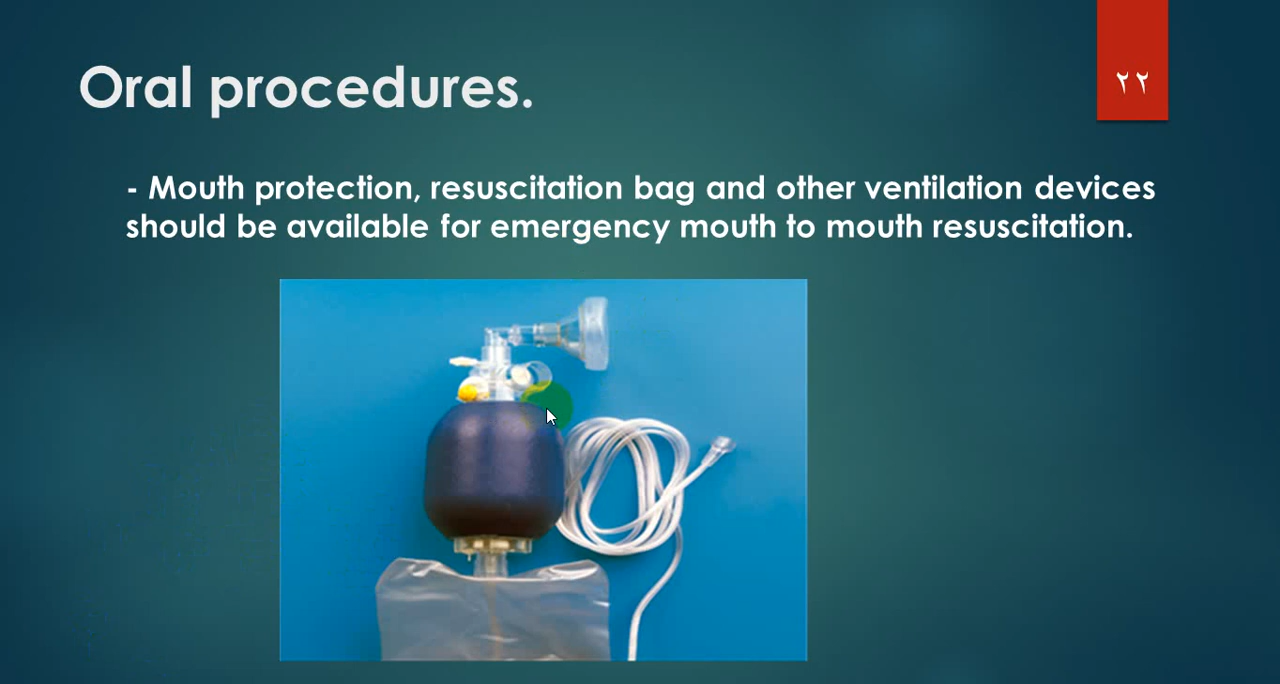 Oral procedures.
٢٢
- Mouth protection, resuscitation bag and other ventilation devices
should be available for emergency mouth to mouth resuscitation.